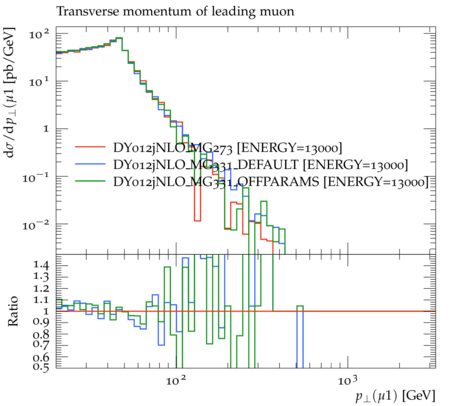 Transverse momentum of leading muon
dσ/dp⊥(μ1) [pb/GeV]
10²
10¹
1
10⁻¹
10⁻²
DY012jNLO_MG273 [ENERGY=13000]
DY012jNLO_MG331_DEFAULT [ENERGY=13000]
DY012jNLO_MG331_OFFPARAMS [ENERGY=13000]
Ratio
1.4
1.3
1.2
1.1
1
0.9
0.8
0.7
0.6
0.5
10² 10³
p⊥(μ1) [GeV]